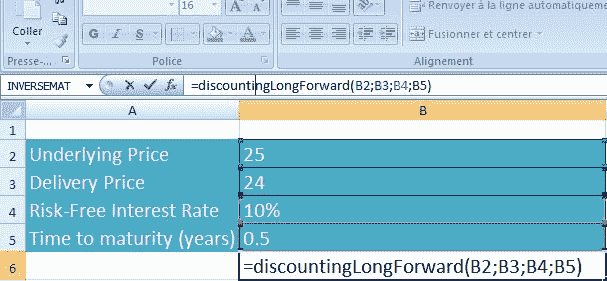 16
Renvoyer à la ligne automatiqueme
Coller
G I S
Fusionner et centrer
Presse-...
Police
Alignement
INVERSEMAT
fx
=discountingLongForward(B2;B3;B4;B5)
A B
1
2 Underlying Price 25
3 Delivery Price 24
4 Risk-Free Interest Rate 10%
5 Time to maturity (years) 0.5
6 =discountingLongForward(B2;B3;B4;B5)